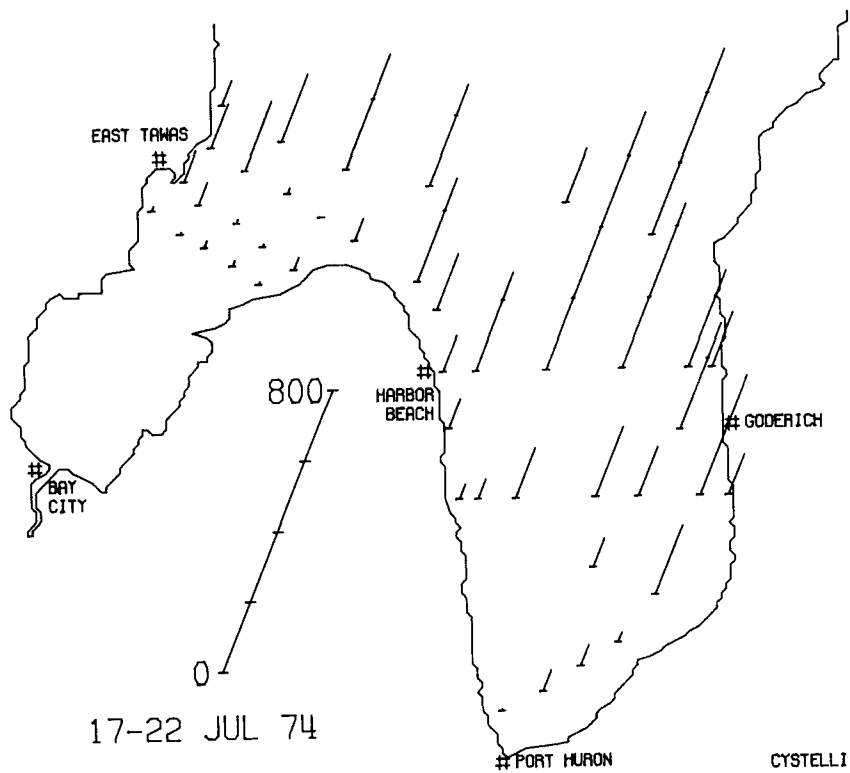 EAST TAWAS
800
HARBOR
BEACH
# GODERICH
BAY
CITY
0
17-22 JUL 74
PORT HURON
CYSTELLI